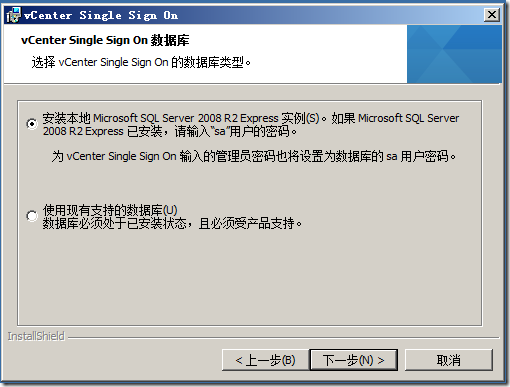 vCenter Single Sign On
vCenter Single Sign On 数据库
选择 vCenter Single Sign On 的数据库类型。
安装本地 Microsoft SQL Server 2008 R2 Express 实例(S)。如果 Microsoft SQL Server
2008 R2 Express 已安装，请输入“sa”用户的密码。
为 vCenter Single Sign On 输入的管理员密码也将设置为数据库的 sa 用户密码。
使用现有支持的数据库(U)
数据库必须处于已安装状态，且必须受产品支持。
InstallShield
< 上一步(B)
下一步(N) >
取消